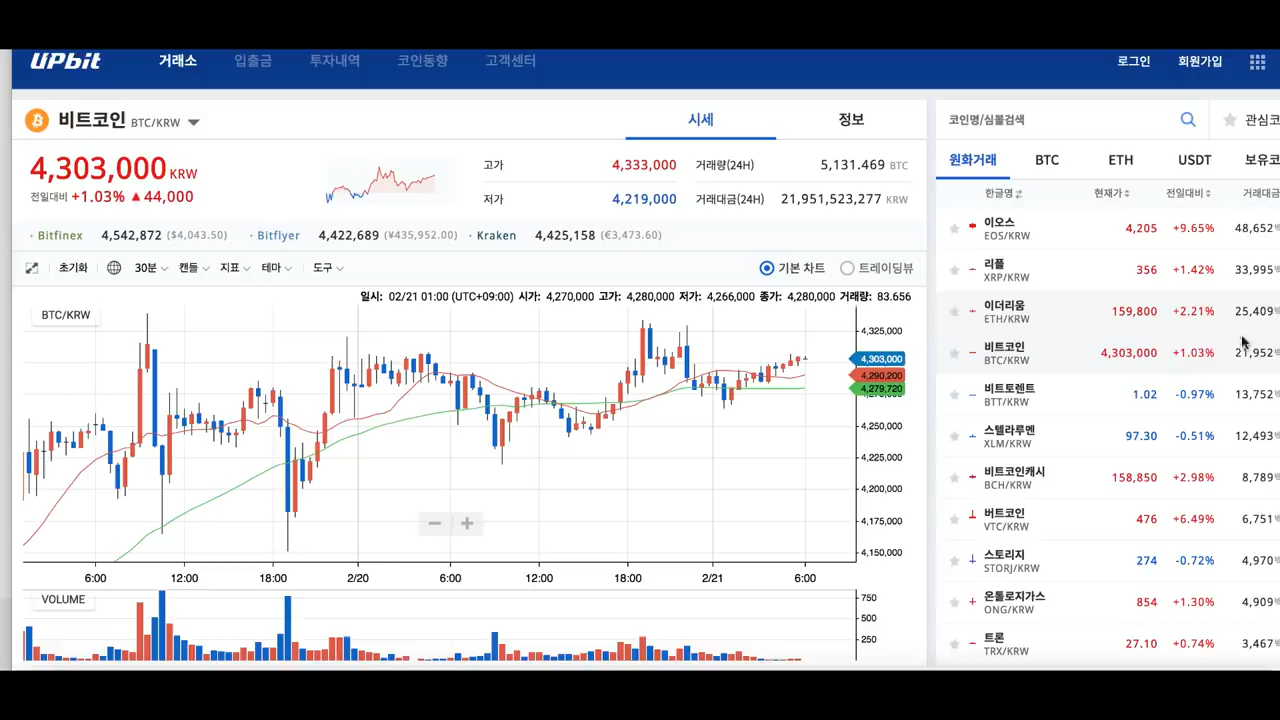 UPbit 거래소 입출금 투자내역 코인동향 고객센터 로그인 회원가입
비트코인 BTC/KRW 시세 정보
4,303,000 KRW
전일대비 +1.03% ▲ 44,000
고가 4,333,000 거래량(24H) 5,131.469 BTC
저가 4,219,000 거래대금(24H) 21,951,523,277 KRW
• Bitfinex 4,542,872 ($4,043.50) • Bitflyer 4,422,689 (¥435,952.00) • Kraken 4,425,158 (€3,473.60)
초기화 30분 캔들 지표 테마 도구 기본 차트 트레이딩뷰
일시: 02/21 01:00 (UTC+09:00) 시가: 4,270,000 고가: 4,280,000 저가: 4,266,000 종가: 4,280,000 거래량: 83.656
BTC/KRW
4,325,000
4,303,000
4,290,200
4,279,720
4,250,000
4,225,000
4,200,000
4,175,000
4,150,000
6:00 12:00 18:00 2/20 6:00 12:00 18:00 2/21 6:00
VOLUME
750
500
250
코인명/심볼검색 관심코
원화거래 BTC ETH USDT 보유코
한글명 현재가 전일대비 거래대금
이오스 4,205 +9.65% 48,652
EOS/KRW
리플 356 +1.42% 33,995
XRP/KRW
이더리움 159,800 +2.21% 25,409
ETH/KRW
비트코인 4,303,000 +1.03% 21,952
BTC/KRW
비트토렌트 1.02 -0.97% 13,752
BTT/KRW
스텔라루멘 97.30 -0.51% 12,493
XLM/KRW
비트코인캐시 158,850 +2.98% 8,789
BCH/KRW
버트코인 476 +6.49% 6,751
VTC/KRW
스토리지 274 -0.72% 4,970
STORJ/KRW
온톨로지가스 854 +1.30% 4,909
ONG/KRW
트론 27.10 +0.74% 3,467
TRX/KRW